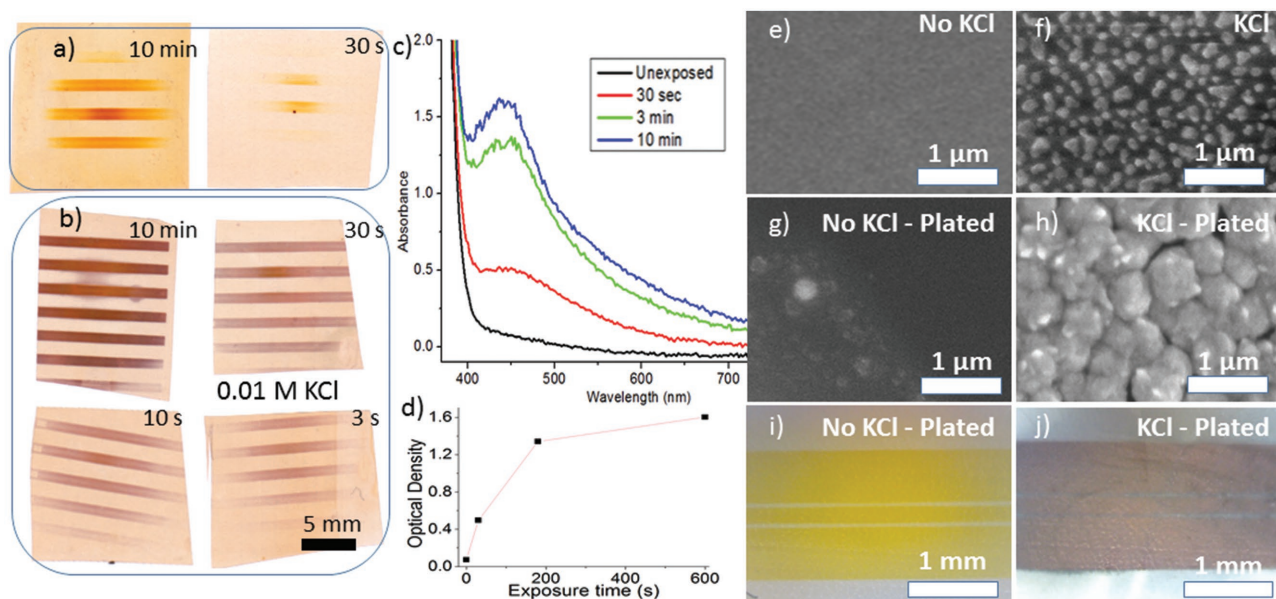 a)
10 min
30 s
b)
10 min
30 s
0.01 M KCl
10 s
3 s
5 mm
c)
2.0
1.5
1.0
0.5
0.0
Absorbance
Unexposed
30 sec
3 min
10 min
400
500
600
700
Wavelength (nm)
d)
1.6
1.2
0.8
0.4
0.0
Optical Density
0
200
400
600
Exposure time (s)
e)
No KCl
1 μm
f)
KCl
1 μm
g)
No KCl - Plated
1 μm
h)
KCl - Plated
1 μm
i)
No KCl - Plated
1 mm
j)
KCl - Plated
1 mm